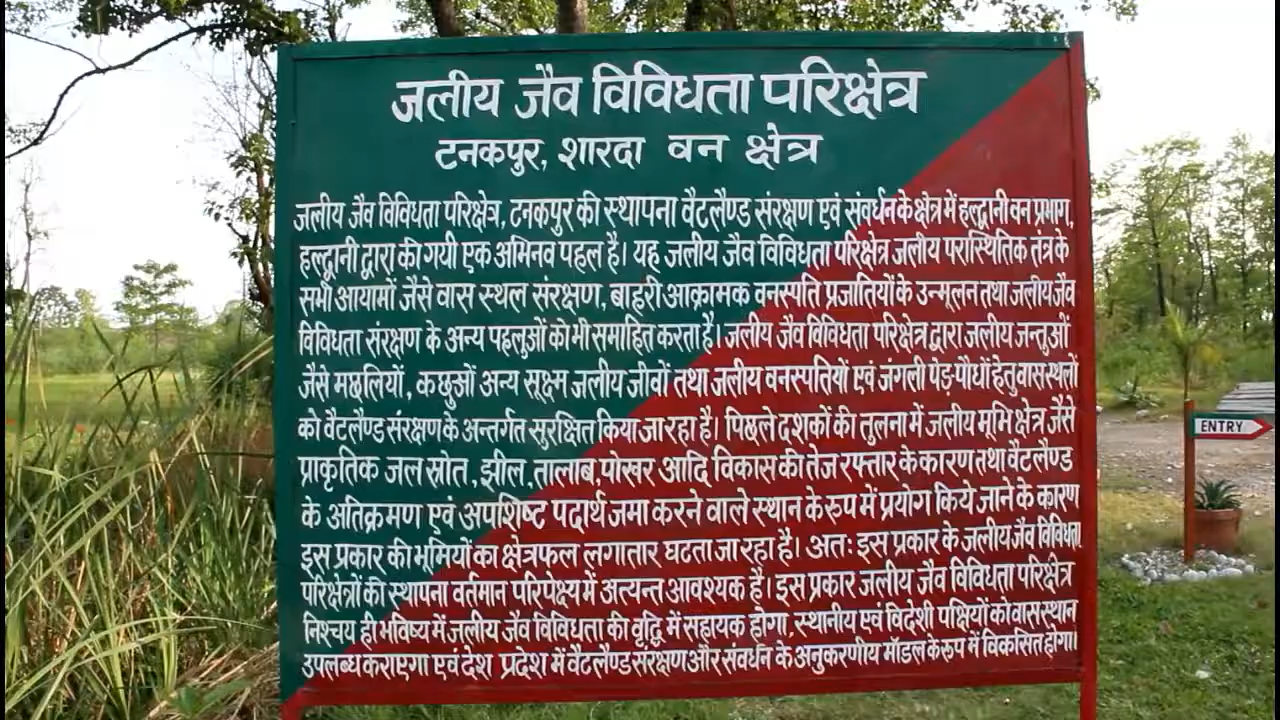 जलीय जैव विविधता परिक्षेत्र
टनकपुर, शारदा वन क्षेत्र
जलीय जैव विविधता परिक्षेत्र, टनकपुर की स्थापना वैटलैण्ड संरक्षण एवं संवर्धन के क्षेत्र में हल्द्वानी वन प्रभाग,
हल्द्वानी द्वारा की गयी एक अभिनव पहल है। यह जलीय जैव विविधता परिक्षेत्र जलीय परास्थितिक तंत्र के
सभी आयामों जैसे वास स्थल संरक्षण, बाहरी आक्रामक वनस्पति प्रजातियों के उन्मूलन तथा जलीय जैव
विविधता संरक्षण के अन्य पहलुओं को भी समाहित करता है। जलीय जैव विविधता परिक्षेत्र द्वारा जलीय जन्तुओं
जैसे मछलियों, कछुओं अन्य सूक्ष्म जलीय जीवों तथा जलीय वनस्पतियों एवं जंगली पेड़-पौधों हेतु वास स्थलों
को वैटलैण्ड संरक्षण के अन्तर्गत सुरक्षित किया जा रहा है। पिछले दशकों की तुलना में जलीय भूमि क्षेत्र जैसे
प्राकृतिक जल स्रोत, झील, तालाब, पोखर आदि विकास की तेज रफ्तार के कारण तथा वैटलैण्ड
के अतिक्रमण एवं अपशिष्ट पदार्थ जमा करने वाले स्थान के रूप में प्रयोग किये जाने के कारण
इस प्रकार की भूमियों का क्षेत्रफल लगातार घटता जा रहा है। अतः इस प्रकार के जलीय जैव विविधता
परिक्षेत्रों की स्थापना वर्तमान परिपेक्ष्य में अत्यन्त आवश्यक है। इस प्रकार जलीय जैव विविधता परिक्षेत्र
निश्चय ही भविष्य में जलीय जैव विविधता की वृद्धि में सहायक होगा, स्थानीय एवं विदेशी पक्षियों को वास स्थान
उपलब्ध कराएगा एवं देश प्रदेश में वैटलैण्ड संरक्षण और संवर्धन के अनुकरणीय मॉडल के रूप में विकसित होगा।
ENTRY